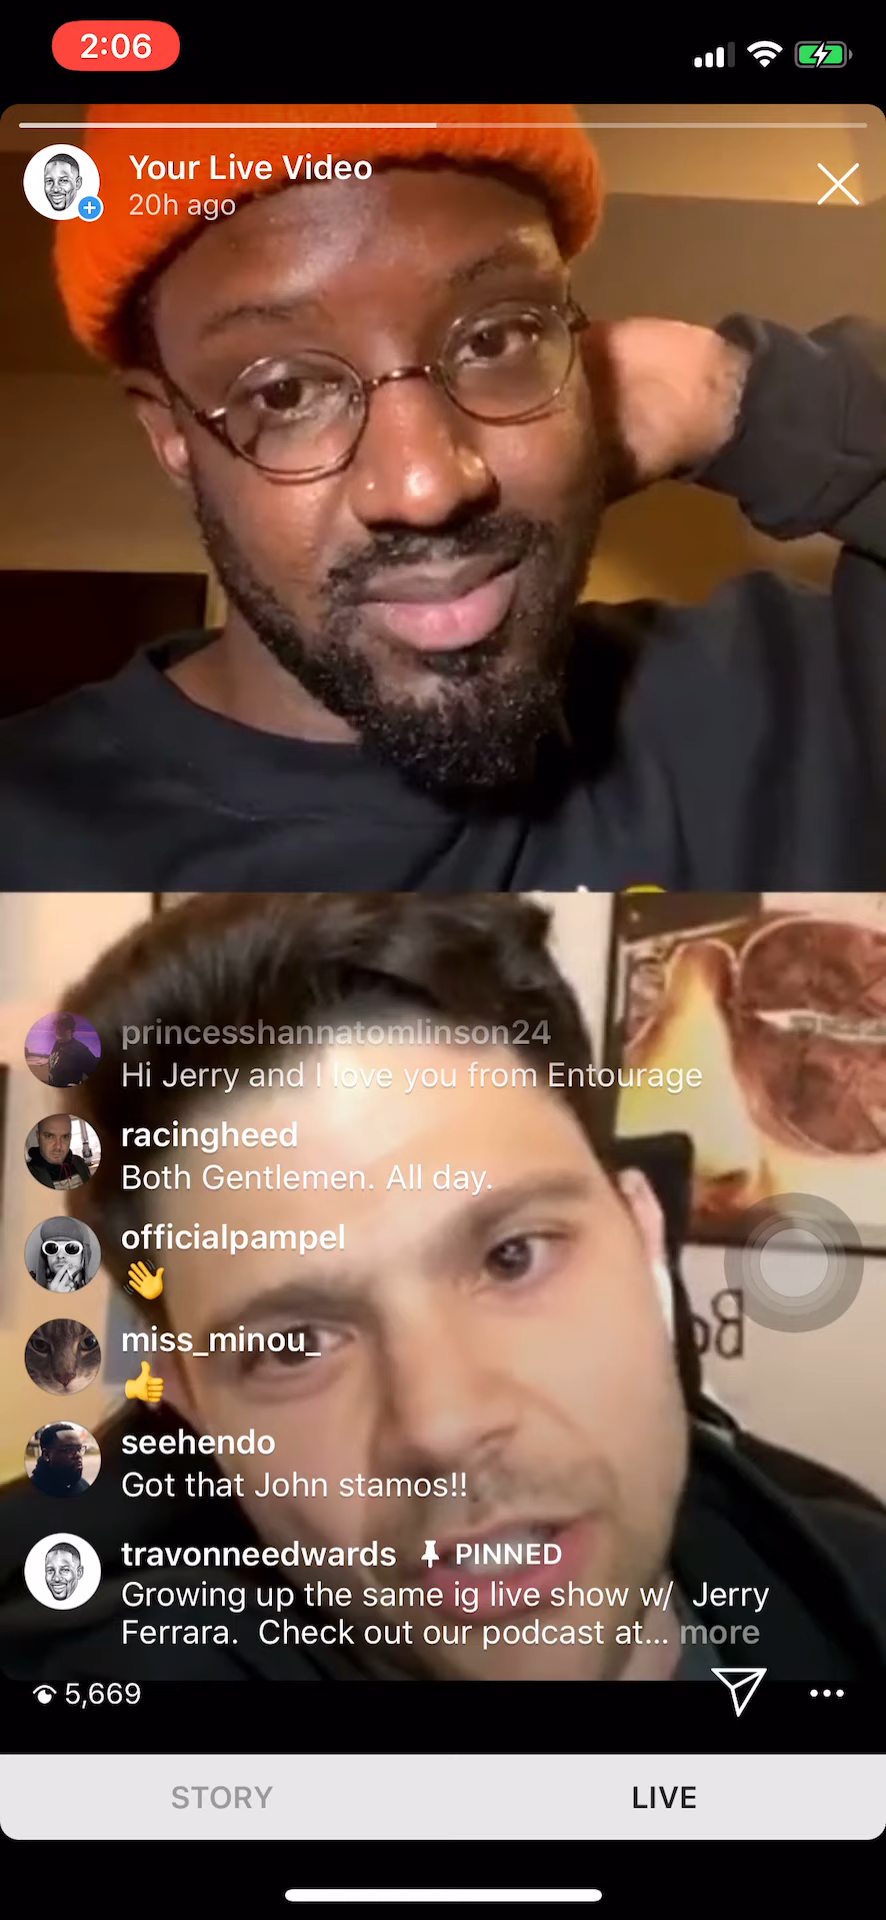 2:06
Your Live Video
20h ago
princesshannatomlinson24
Hi Jerry and I love you from Entourage
racingheed
Both Gentlemen. All day.
officialpampel
👋
miss_minou_
👍
seehendo
Got that John stamos!!
travonneedwards PINNED
Growing up the same ig live show w/ Jerry
Ferrara. Check out our podcast at... more
5,669
STORY LIVE